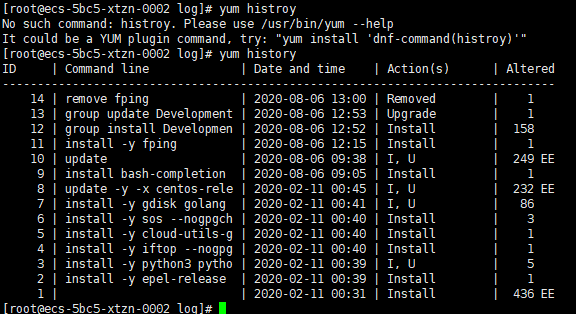 [root@ecs-5bc5-xtzn-0002 log]# yum histroy
No such command: histroy. Please use /usr/bin/yum --help
It could be a YUM plugin command, try: "yum install 'dnf-command(histroy)'"
[root@ecs-5bc5-xtzn-0002 log]# yum history
ID     | Command line             | Date and time    | Action(s)      | Altered
-------------------------------------------------------------------------------
    14 | remove fping             | 2020-08-06 13:00 | Removed        |    1
    13 | group update Development | 2020-08-06 12:53 | Upgrade        |    1
    12 | group install Developmen | 2020-08-06 12:52 | Install        |  158
    11 | install -y fping         | 2020-08-06 12:15 | Install        |    1
    10 | update                   | 2020-08-06 09:38 | I, U           |  249 EE
     9 | install bash-completion  | 2020-08-06 09:05 | Install        |    1
     8 | update -y -x centos-rele | 2020-02-11 00:45 | I, U           |  232 EE
     7 | install -y gdisk golang  | 2020-02-11 00:41 | I, U           |   86
     6 | install -y sos --nogpgch | 2020-02-11 00:40 | Install        |    3
     5 | install -y cloud-utils-g | 2020-02-11 00:40 | Install        |    1
     4 | install -y iftop --nogpg | 2020-02-11 00:40 | Install        |    1
     3 | install -y python3 pytho | 2020-02-11 00:39 | I, U           |    5
     2 | install -y epel-release  | 2020-02-11 00:39 | Install        |    1
     1 |                          | 2020-02-11 00:31 | Install        |  436 EE
[root@ecs-5bc5-xtzn-0002 log]#